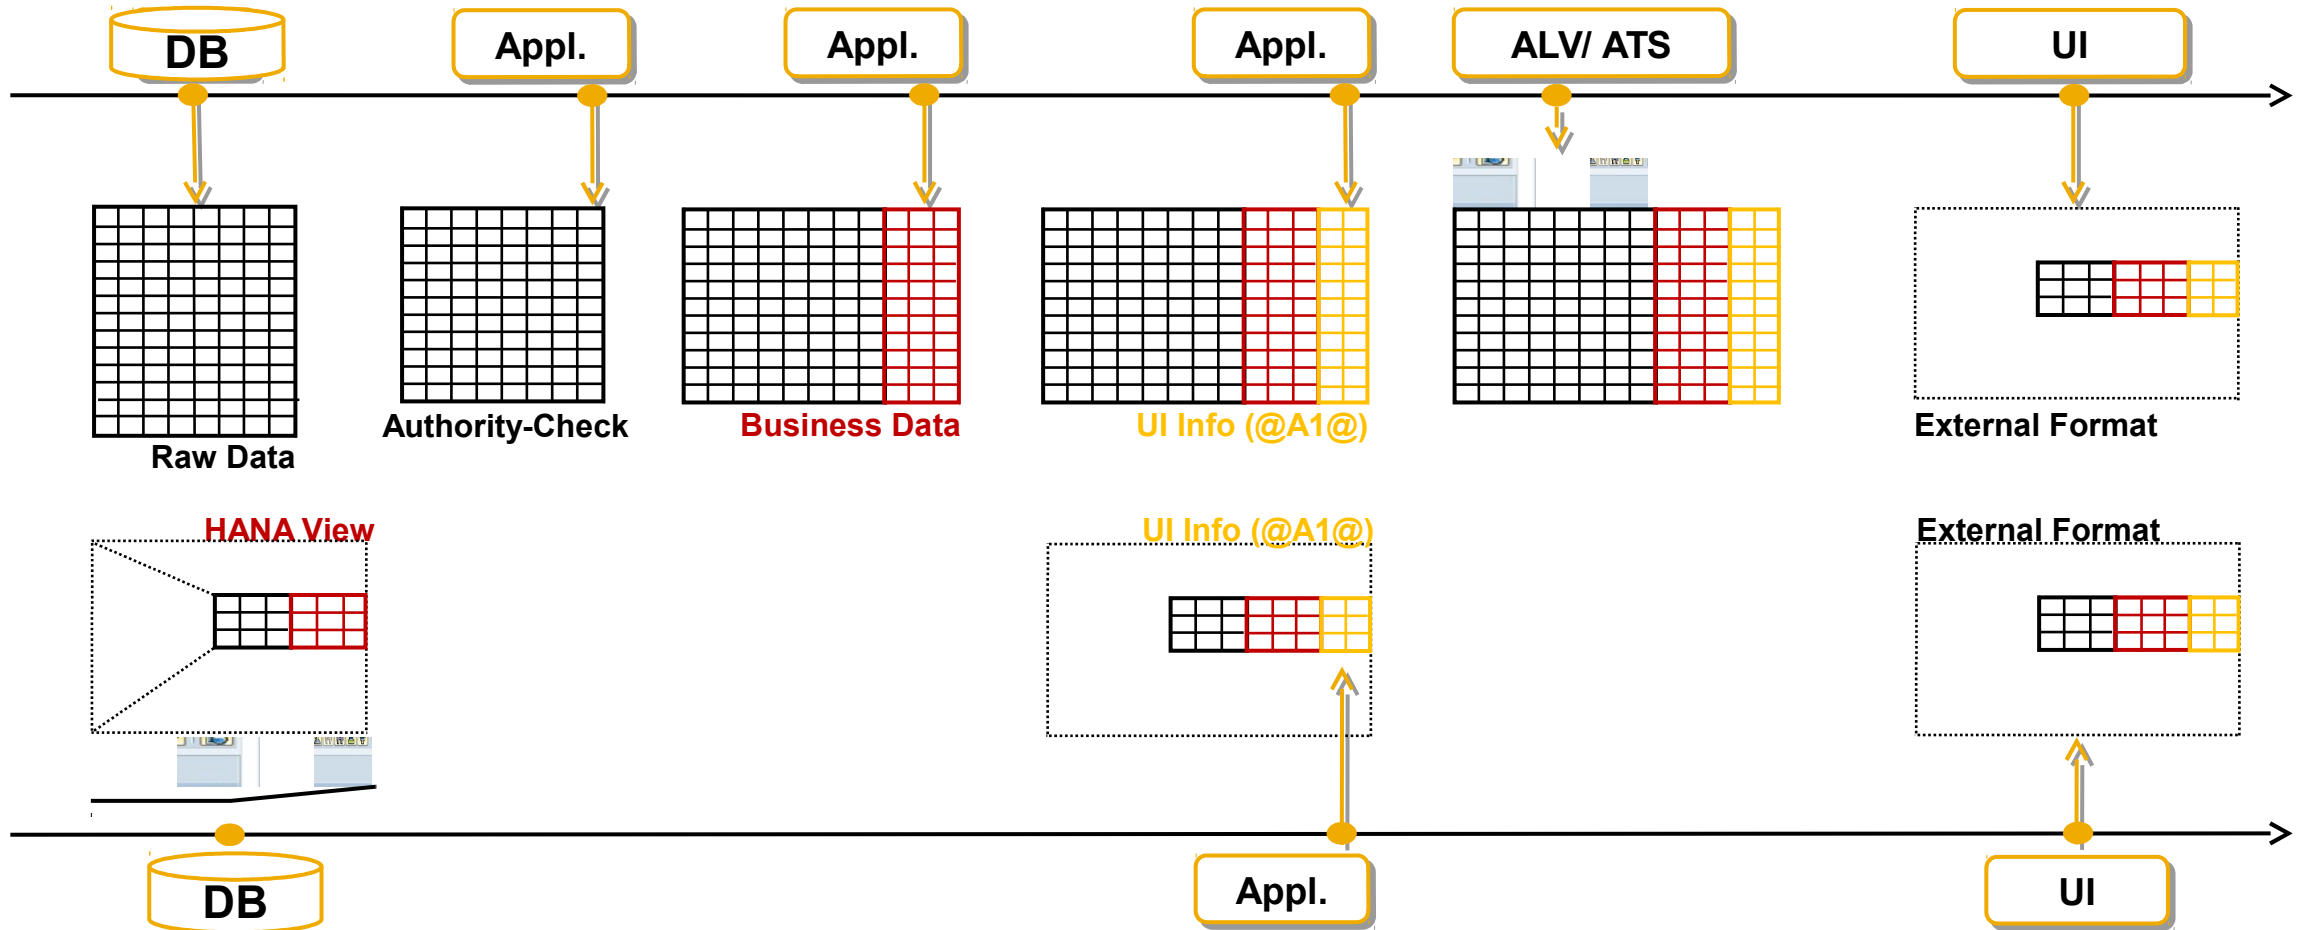 DB
Appl.
Appl.
Appl.
ALV/ ATS
UI
Raw Data
Authority-Check
Business Data
UI Info (@A1@)
External Format
HANA View
UI Info (@A1@)
External Format
DB
Appl.
UI